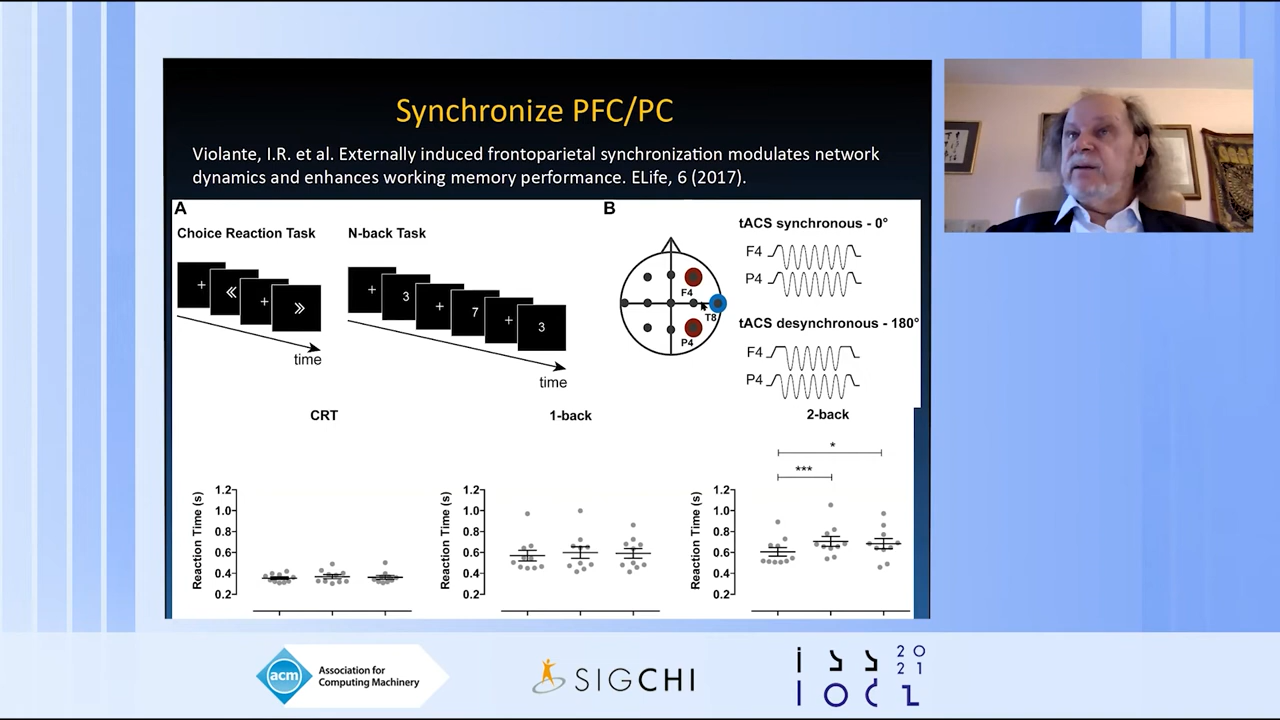 Synchronize PFC/PC
Violante, I.R. et al. Externally induced frontoparietal synchronization modulates network
dynamics and enhances working memory performance. ELife, 6 (2017).
A
Choice Reaction Task
N-back Task
+
«
+
»
time
+
3
+
7
+
3
time
B
F4
T8
P4
tACS synchronous - 0°
F4
P4
tACS desynchronous - 180°
F4
P4
CRT
1-back
2-back
Reaction Time (s)
1.2
1.0
0.8
0.6
0.4
0.2
Reaction Time (s)
1.2
1.0
0.8
0.6
0.4
0.2
*
***
Reaction Time (s)
1.2
1.0
0.8
0.6
0.4
0.2
acm
Association for
Computing Machinery
SIGCHI
ISS
20
21